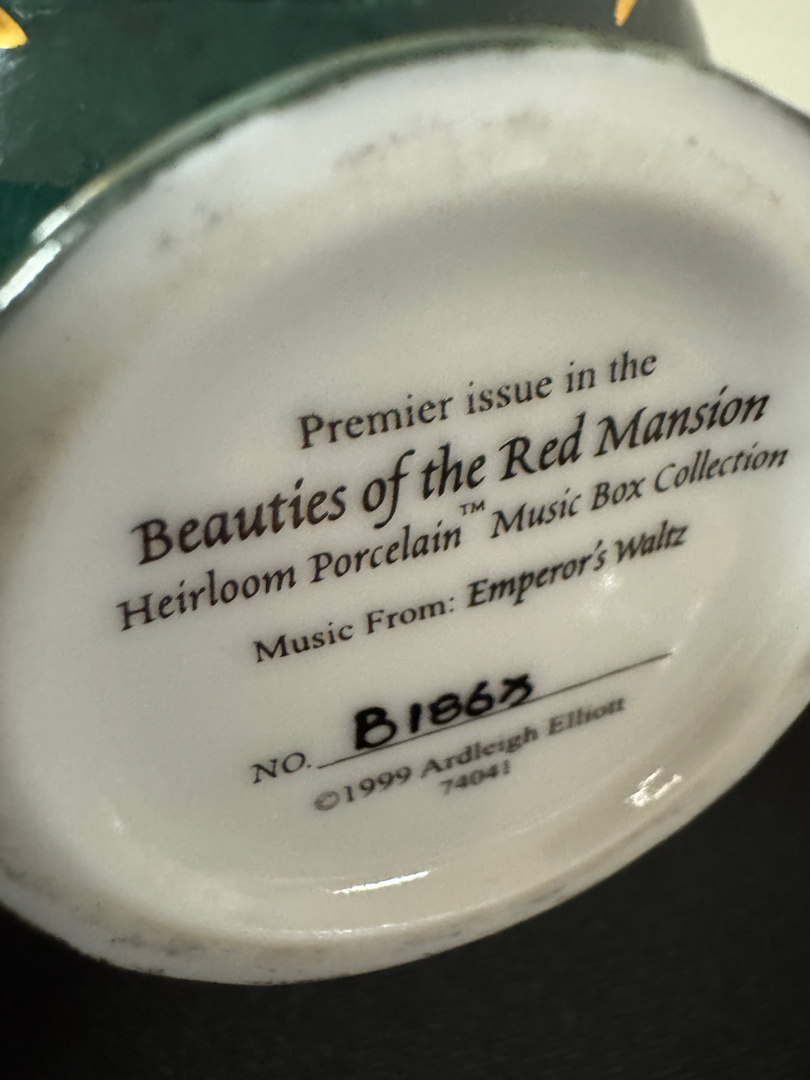 Premier issue in the
Beauties of the Red Mansion
Heirloom Porcelain™ Music Box Collection
Music From: Emperor's Waltz
NO.
©1999 Ardleigh Elliott
74041